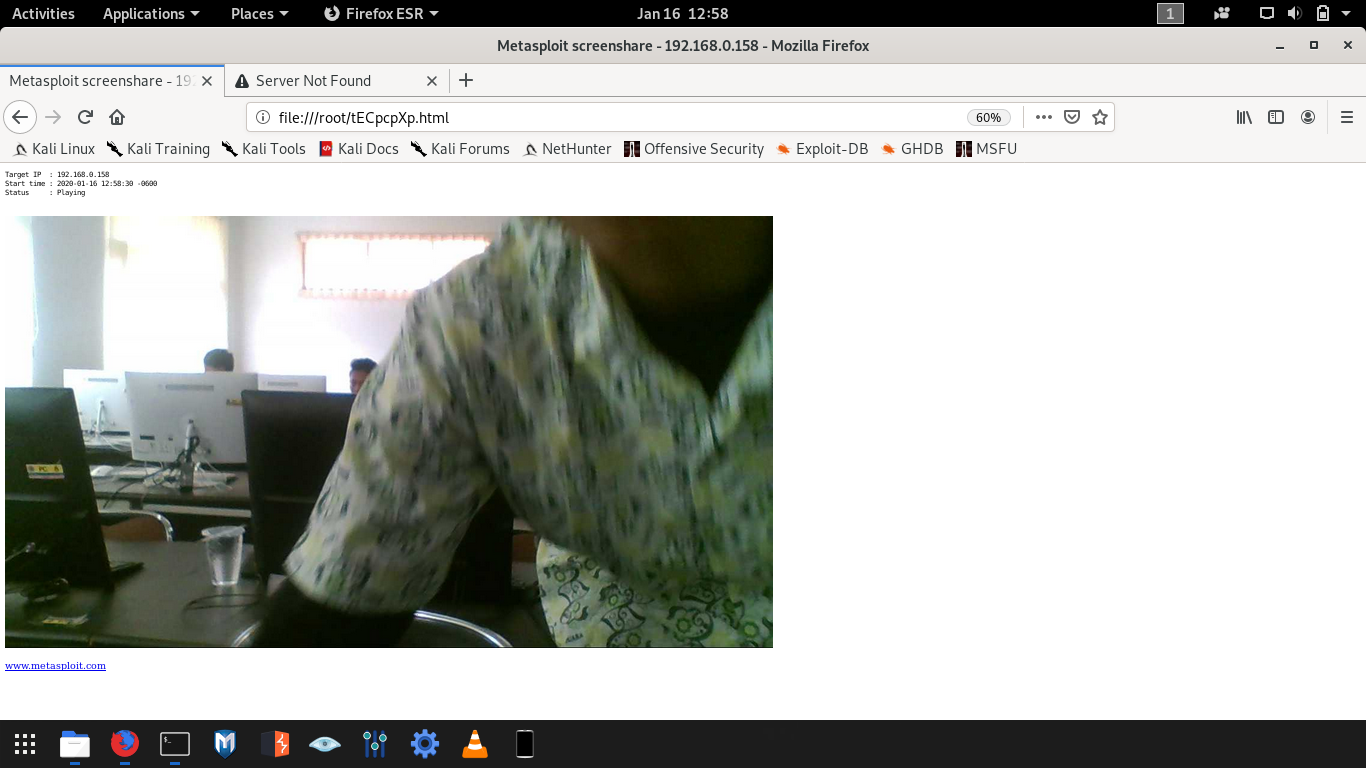 Activities Applications Places Firefox ESR Jan 16 12:58 1
Metasploit screenshare - 192.168.0.158 - Mozilla Firefox
Metasploit screenshare - 19 Server Not Found
file:///root/tECpcpXp.html 60%
Kali Linux Kali Training Kali Tools Kali Docs Kali Forums NetHunter Offensive Security Exploit-DB GHDB MSFU
Target IP : 192.168.0.158
Start time : 2020-01-16 12:58:30 -0600
Status : Playing
PC
www.metasploit.com